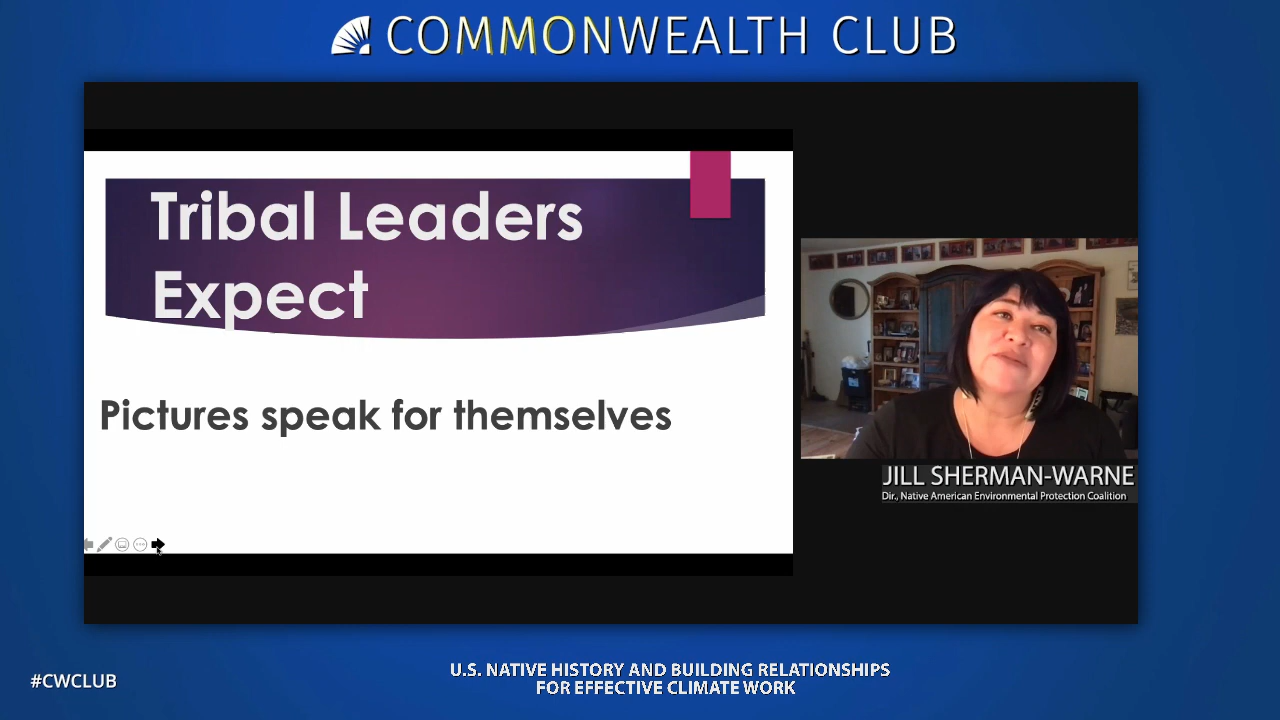 COMMONWEALTH CLUB
Tribal Leaders
Expect
Pictures speak for themselves
JILL SHERMAN-WARNE
Dir., Native American Environmental Protection Coalition
#CWCLUB
U.S. NATIVE HISTORY AND BUILDING RELATIONSHIPS
FOR EFFECTIVE CLIMATE WORK